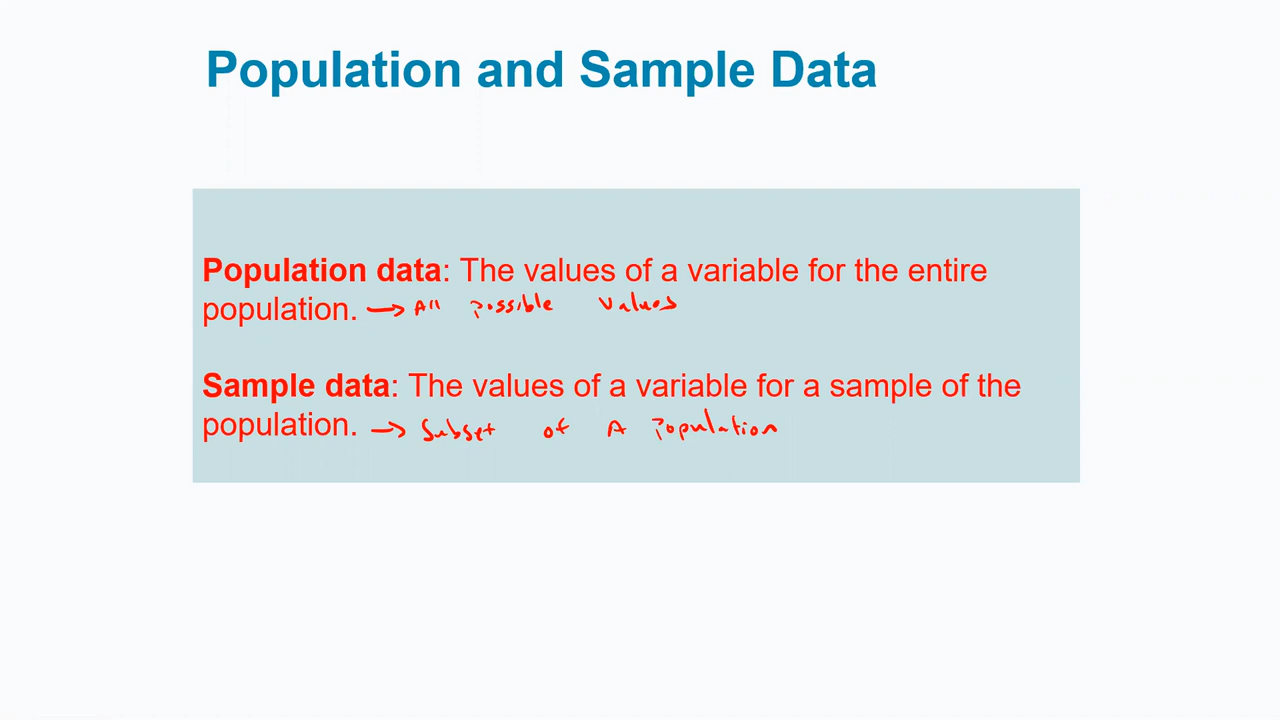 Population and Sample Data
Population data: The values of a variable for the entire
population. → All possible values
Sample data: The values of a variable for a sample of the
population. → Subset of A population